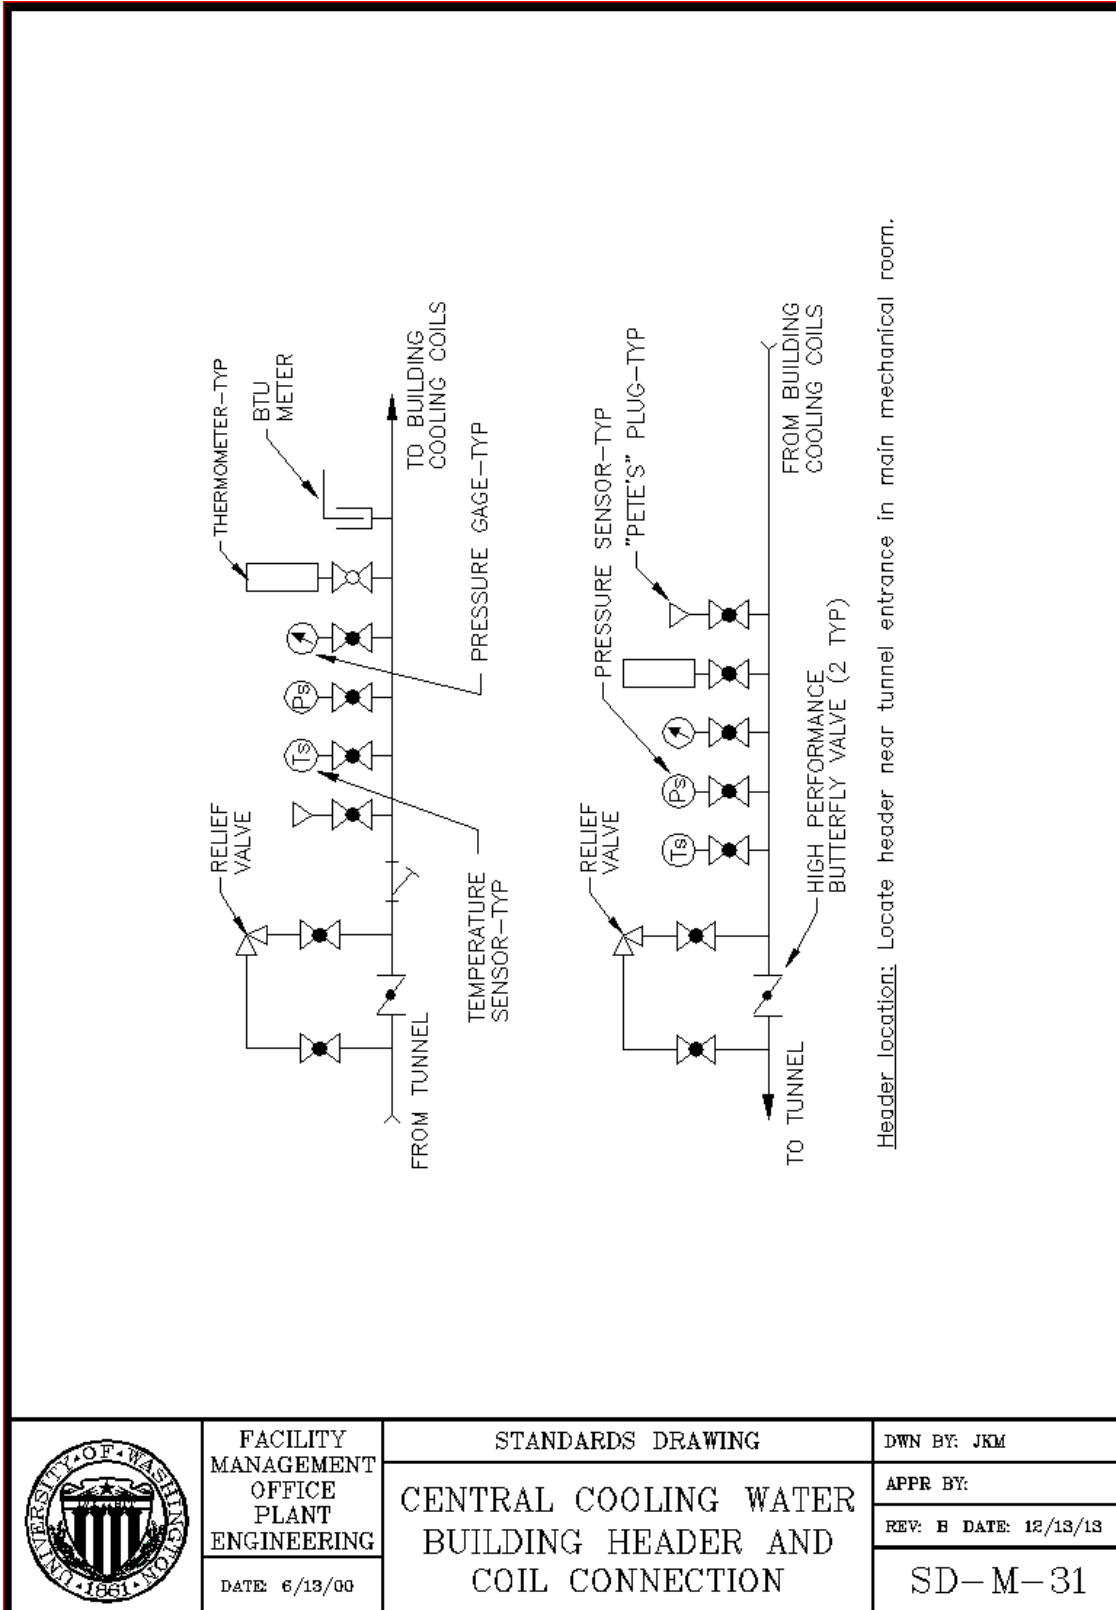 THERMOMETER-TYP
BTU
METER
TO BUILDING
COOLING COILS
PRESSURE GAGE-TYP
Ps
Ts
RELIEF
VALVE
TEMPERATURE
SENSOR-TYP
FROM TUNNEL
PRESSURE SENSOR-TYP
"PETE'S" PLUG-TYP
FROM BUILDING
COOLING COILS
Ps
Ts
RELIEF
VALVE
HIGH PERFORMANCE
BUTTERFLY VALVE (2 TYP)
TO TUNNEL
Header location: Locate header near tunnel entrance in main mechanical room.
UNIVERSITY·OF·WASHINGTON
·1861·
FACILITY
MANAGEMENT
OFFICE
PLANT
ENGINEERING
DATE: 6/13/00
STANDARDS DRAWING
CENTRAL COOLING WATER
BUILDING HEADER AND
COIL CONNECTION
DWN BY: JKM
APPR BY:
REV: B DATE: 12/13/13
SD-M-31